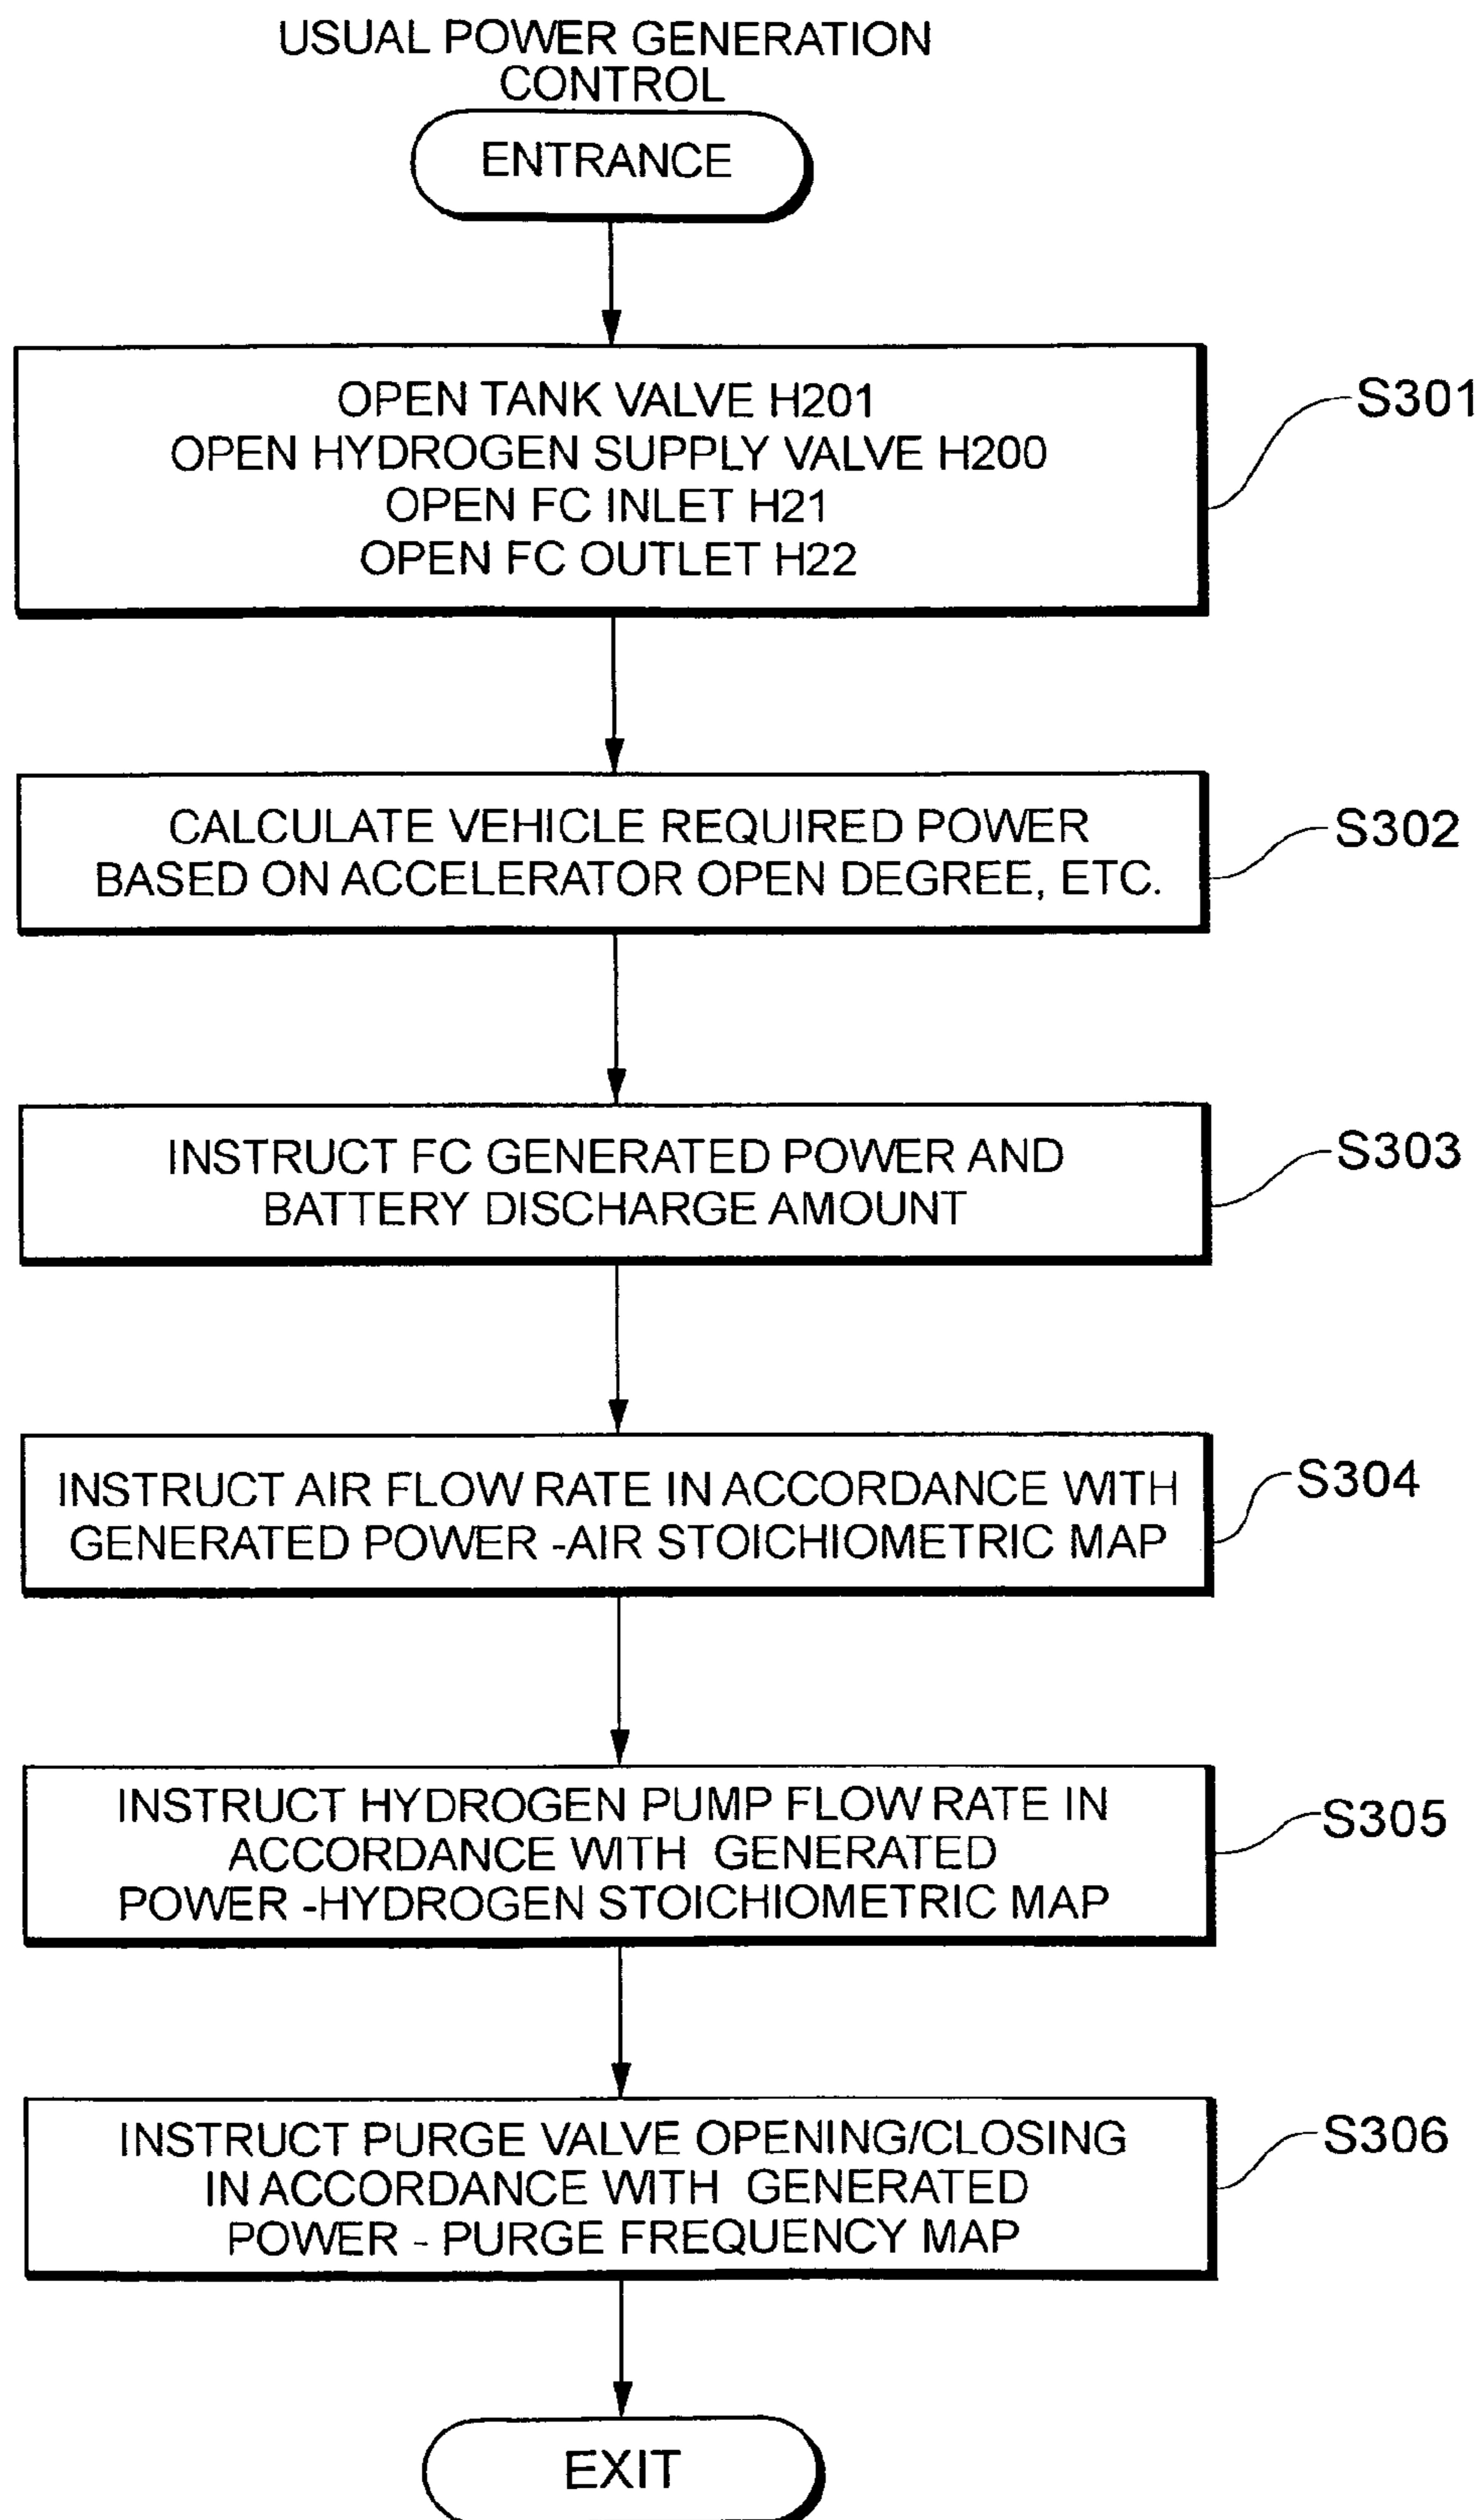 USUAL POWER GENERATION
CONTROL
ENTRANCE
OPEN TANK VALVE H201
OPEN HYDROGEN SUPPLY VALVE H200
OPEN FC INLET H21
OPEN FC OUTLET H22
S301
CALCULATE VEHICLE REQUIRED POWER
BASED ON ACCELERATOR OPEN DEGREE, ETC.
S302
INSTRUCT FC GENERATED POWER AND
BATTERY DISCHARGE AMOUNT
S303
INSTRUCT AIR FLOW RATE IN ACCORDANCE WITH
GENERATED POWER -AIR STOICHIOMETRIC MAP
S304
INSTRUCT HYDROGEN PUMP FLOW RATE IN
ACCORDANCE WITH GENERATED
POWER -HYDROGEN STOICHIOMETRIC MAP
S305
INSTRUCT PURGE VALVE OPENING/CLOSING
IN ACCORDANCE WITH GENERATED
POWER - PURGE FREQUENCY MAP
S306
EXIT